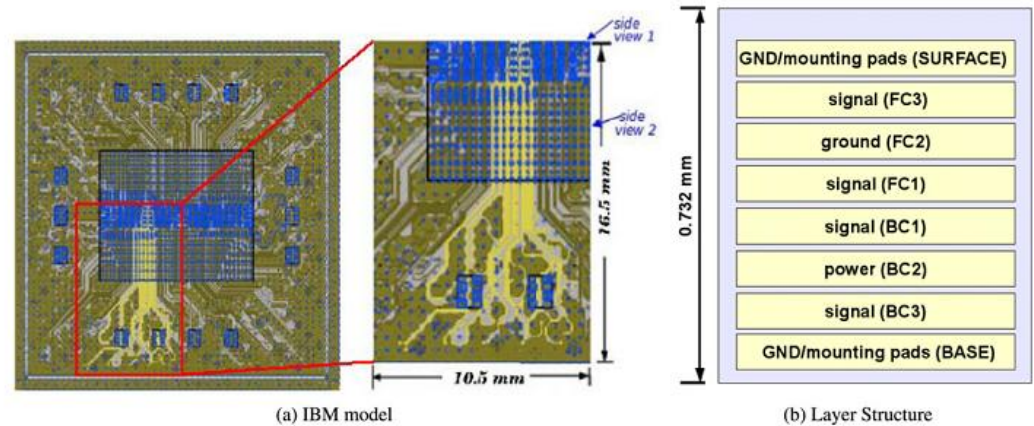 side
view 1
side
view 2
16.5 mm
10.5 mm
(a) IBM model
0.732 mm
GND/mounting pads (SURFACE)
signal (FC3)
ground (FC2)
signal (FC1)
signal (BC1)
power (BC2)
signal (BC3)
GND/mounting pads (BASE)
(b) Layer Structure